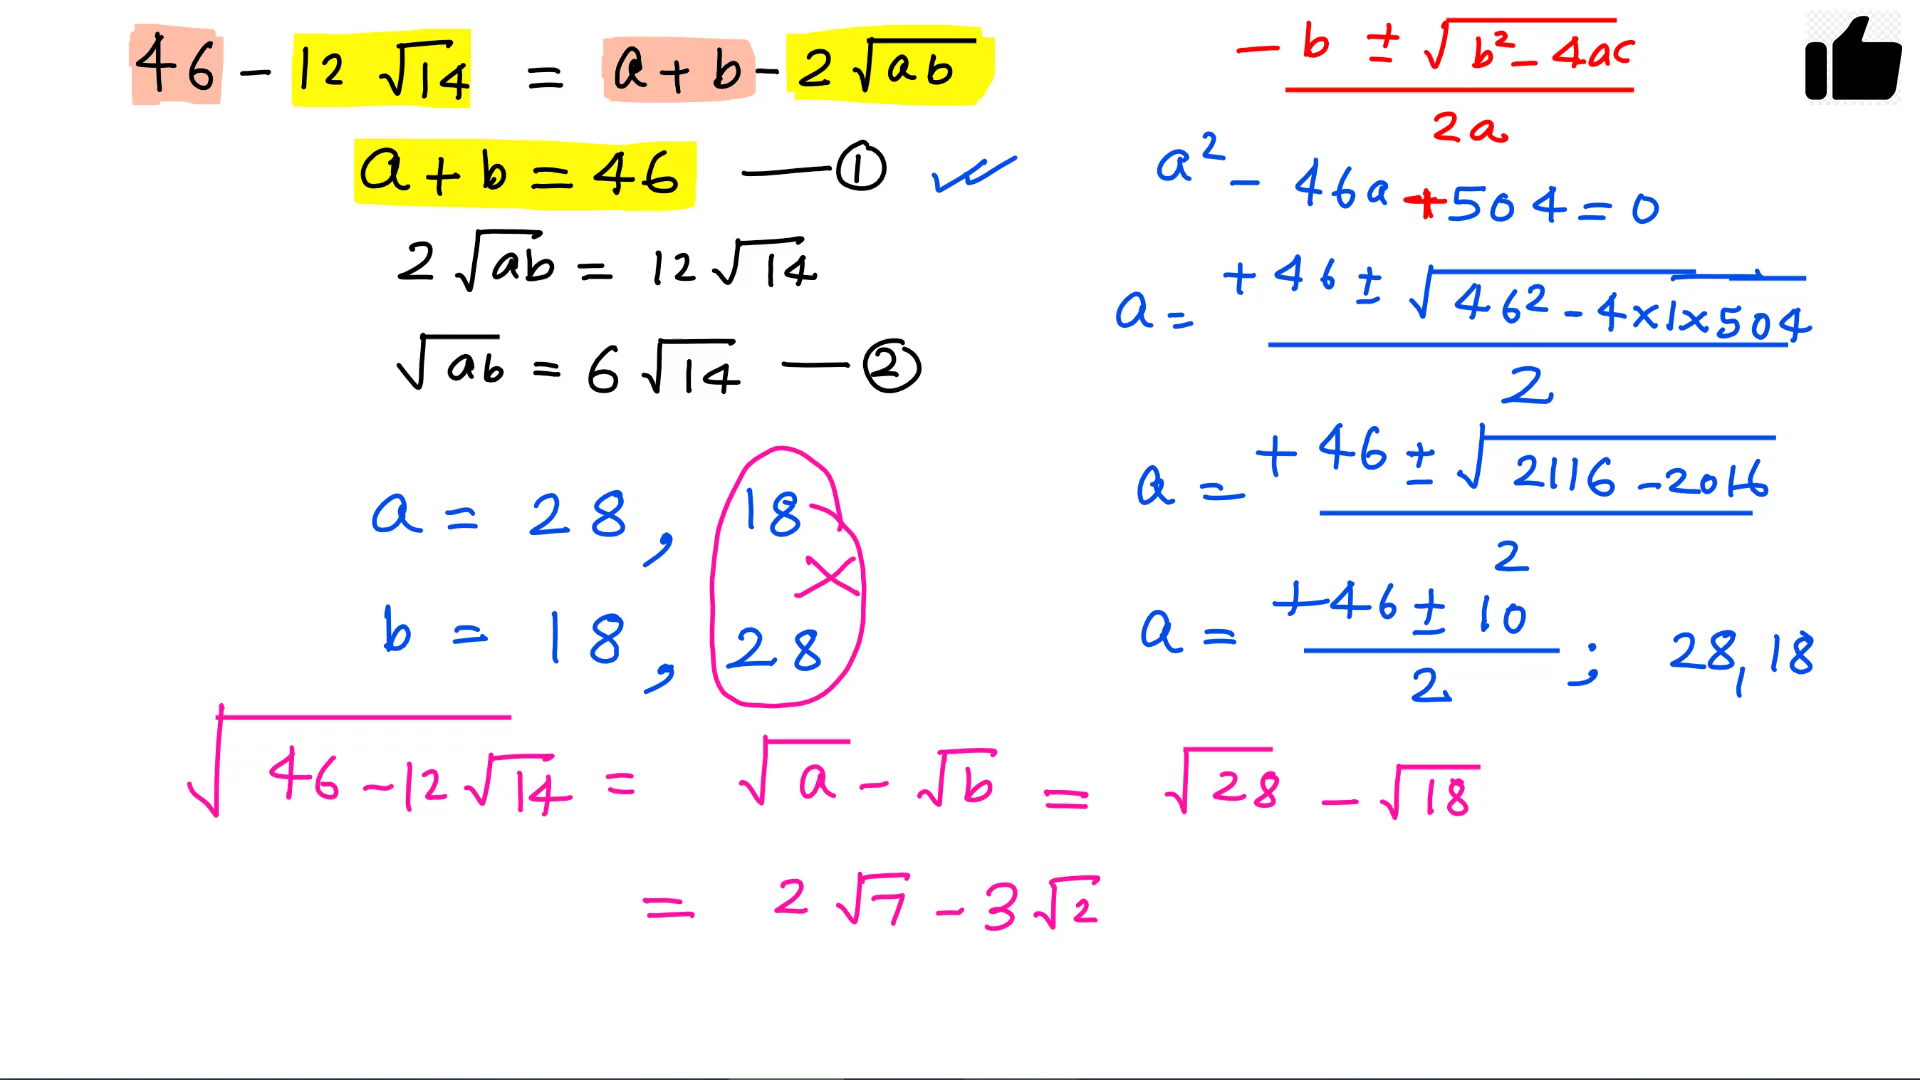 46 - 12 √14 = a + b - 2 √ab
a + b = 46 — ①
2 √ab = 12 √14
√ab = 6 √14 — ②
a = 28, 18
b = 18, 28
-b ± √b² - 4ac
2a
a² - 46a + 504 = 0
a = +46 ± √46² - 4×1×504
2
a = +46 ± √2116 - 2016
2
a = +46 ± 10 ; 28, 18
2
√46 - 12 √14 = √a - √b = √28 - √18
= 2 √7 - 3 √2